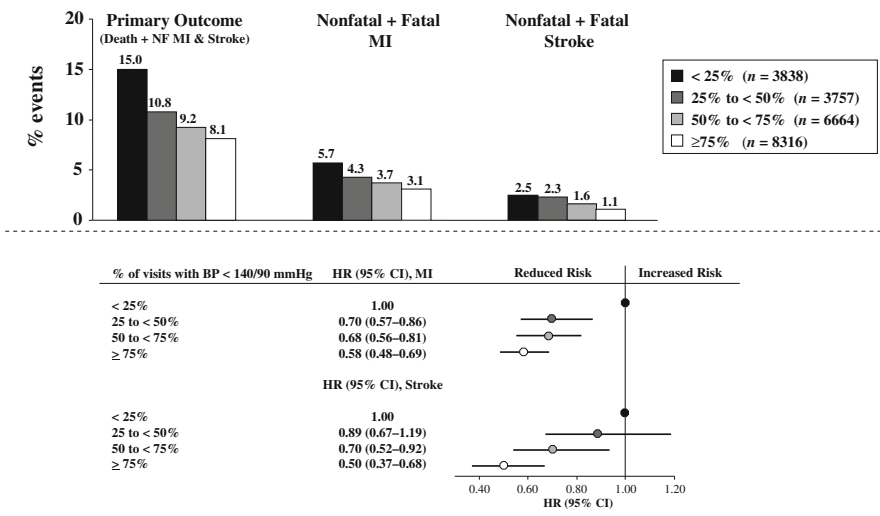 Primary Outcome
(Death + NF MI & Stroke)
Nonfatal + Fatal
MI
Nonfatal + Fatal
Stroke
% events
20
15
10
5
0
15.0
10.8
9.2
8.1
5.7
4.3
3.7
3.1
2.5
2.3
1.6
1.1
< 25% (n = 3838)
25% to < 50% (n = 3757)
50% to < 75% (n = 6664)
≥75% (n = 8316)
% of visits with BP < 140/90 mmHg HR (95% CI), MI Reduced Risk Increased Risk
< 25% 1.00
25 to < 50% 0.70 (0.57–0.86)
50 to < 75% 0.68 (0.56–0.81)
≥ 75% 0.58 (0.48–0.69)
HR (95% CI), Stroke
< 25% 1.00
25 to < 50% 0.89 (0.67–1.19)
50 to < 75% 0.70 (0.52–0.92)
≥ 75% 0.50 (0.37–0.68)
0.40 0.60 0.80 1.00 1.20
HR (95% CI)